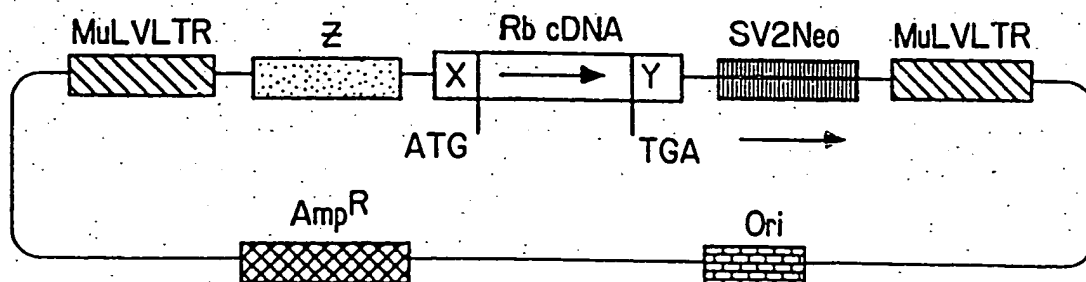 MuLVLTR Z Rb cDNA SV2Neo MuLVLTR
X Y
ATG TGA
AmpR Ori